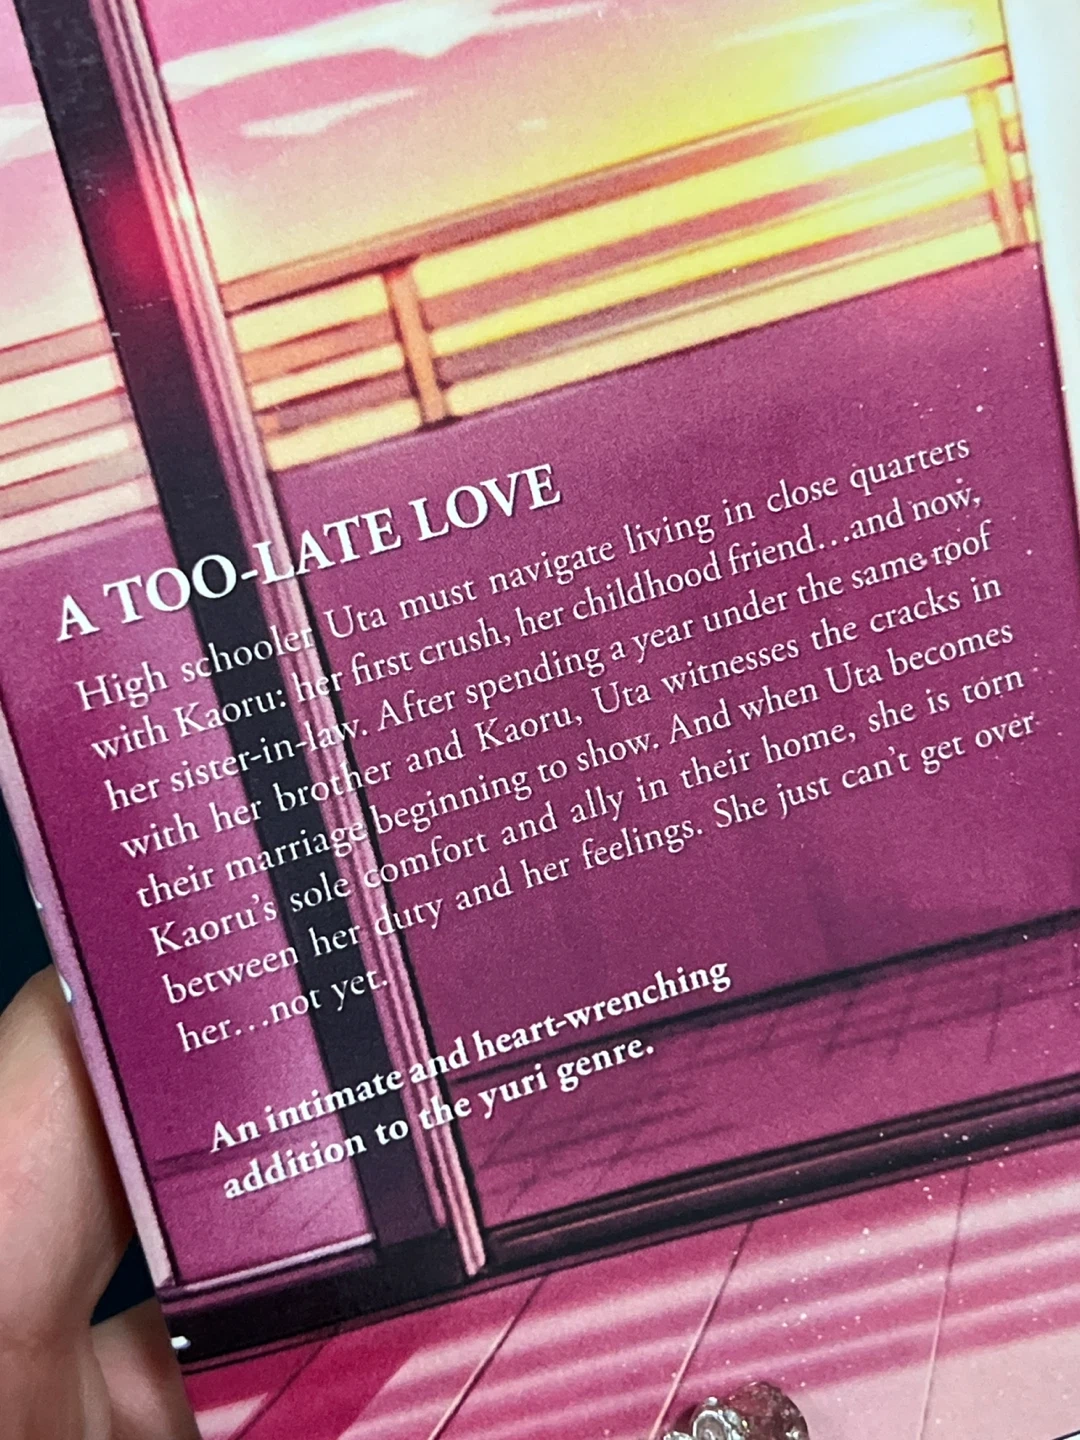 A TOO-LATE LOVE
High schooler Uta must navigate living in close quarters
with Kaoru: her first crush, her childhood friend...and now,
her sister-in-law. After spending a year under the same roof
with her brother and Kaoru, Uta witnesses the cracks in
their marriage beginning to show. And when Uta becomes
Kaoru's sole comfort and ally in their home, she is torn
between her duty and her feelings. She just can't get over
her...not yet.
An intimate and heart-wrenching
addition to the yuri genre.